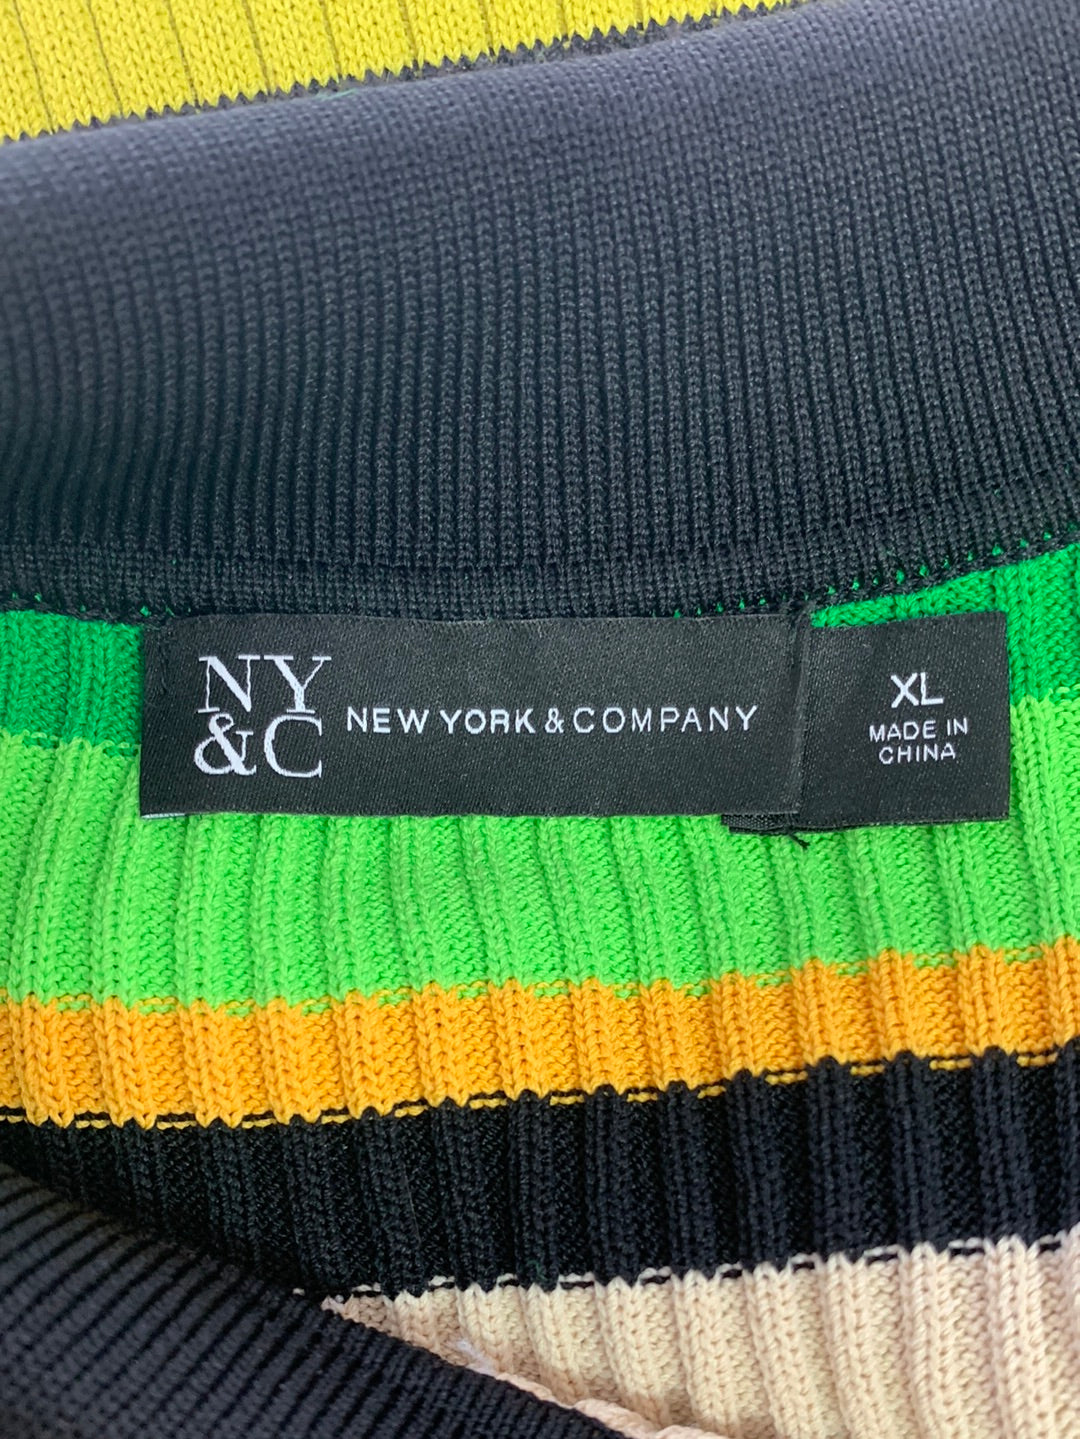 NY
&C
NEW YORK & COMPANY
XL
MADE IN
CHINA